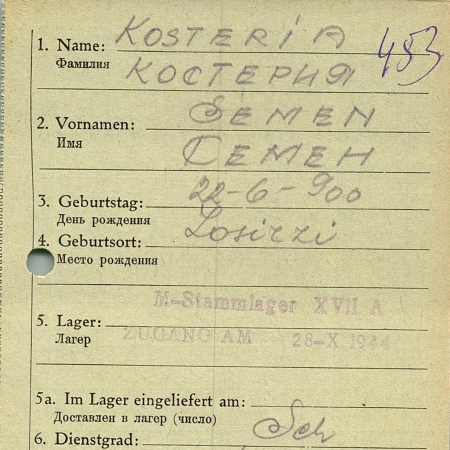 1. Name: KOSTERIA 483
Фамилия КОСТЕРИЯ
SEMEN
2. Vornamen:
Имя СЕМЕН
22-6-900
3. Geburtstag:
День рождения
4. Geburtsort: Losizzi
Место рождения
M-Stammlager XVII A
5. Lager:
Лагерь ZUGANG AM 28-X 1944
5a. Im Lager eingeliefert am:
Доставлен в лагерь (число)
6. Dienstgrad: Sch